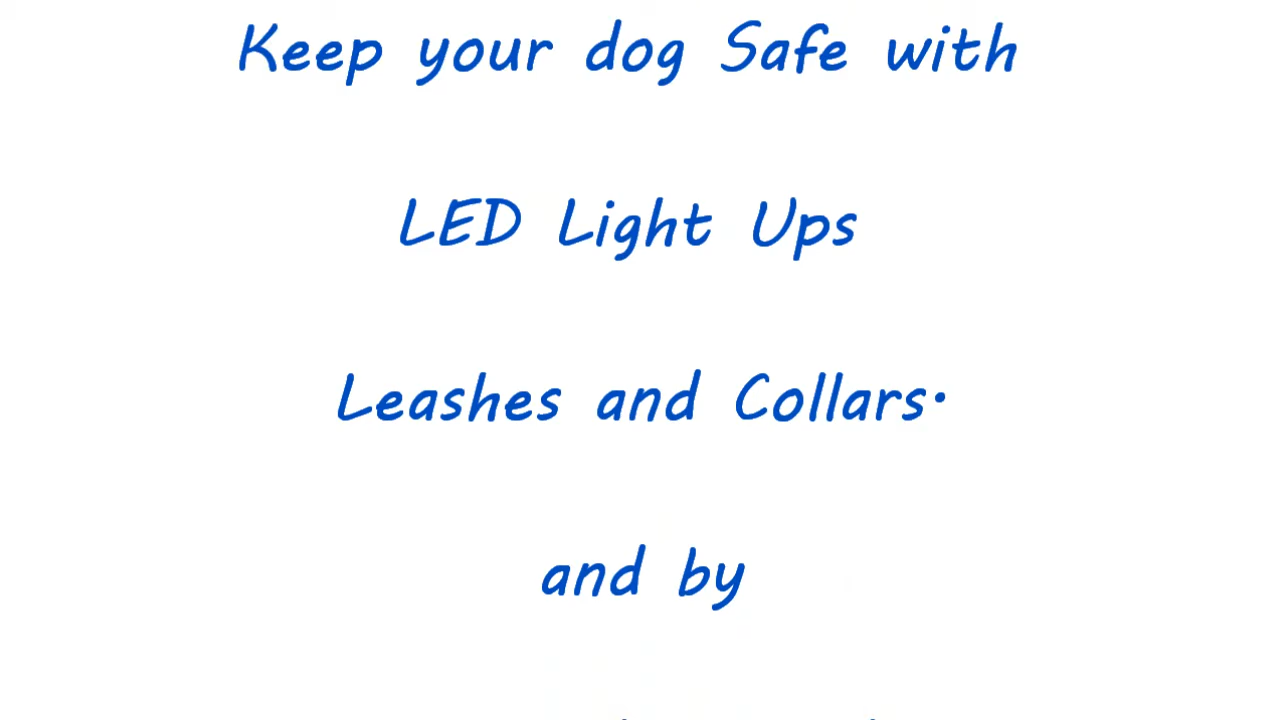 Keep your dog Safe with
LED Light Ups
Leashes and Collars.
and by